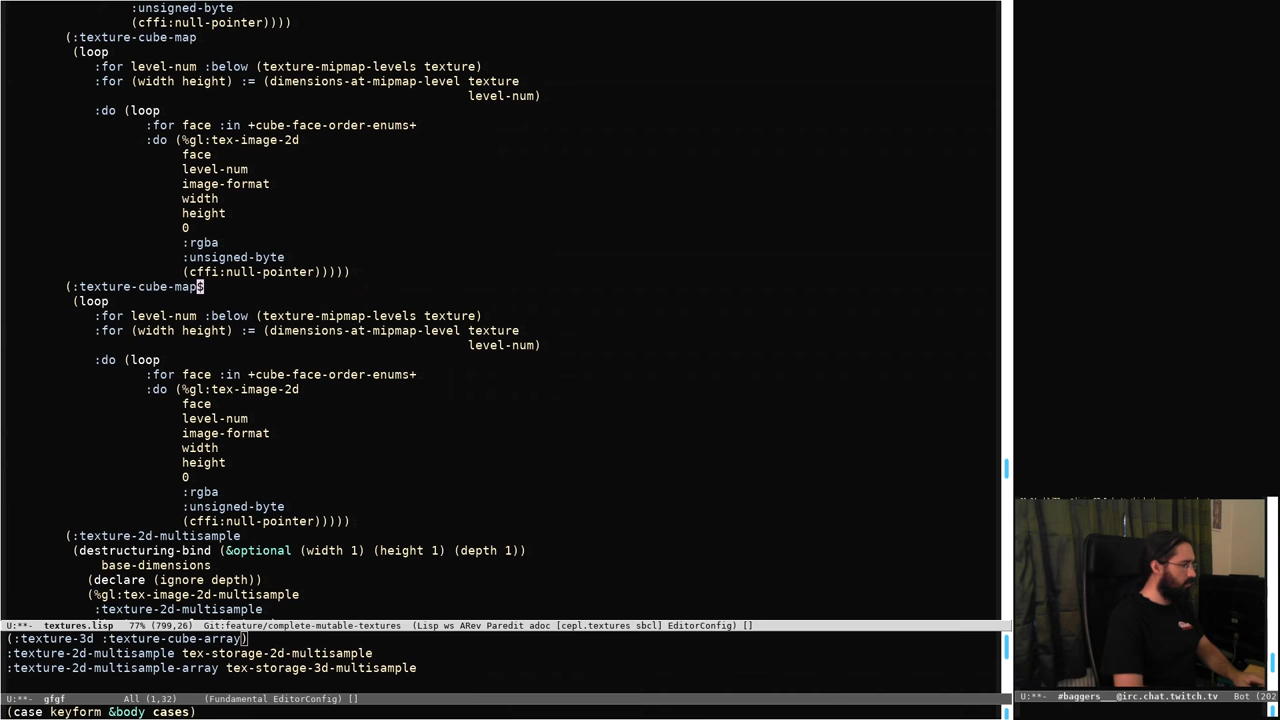 :unsigned-byte
(cffi:null-pointer))))
(:texture-cube-map
(loop
:for level-num :below (texture-mipmap-levels texture)
:for (width height) := (dimensions-at-mipmap-level texture
level-num)
:do (loop
:for face :in +cube-face-order-enums+
:do (%gl:tex-image-2d
face
level-num
image-format
width
height
0
:rgba
:unsigned-byte
(cffi:null-pointer)))))
(:texture-cube-map$
(loop
:for level-num :below (texture-mipmap-levels texture)
:for (width height) := (dimensions-at-mipmap-level texture
level-num)
:do (loop
:for face :in +cube-face-order-enums+
:do (%gl:tex-image-2d
face
level-num
image-format
width
height
0
:rgba
:unsigned-byte
(cffi:null-pointer)))))
(:texture-2d-multisample
(destructuring-bind (&optional (width 1) (height 1) (depth 1))
base-dimensions
(declare (ignore depth))
(%gl:tex-image-2d-multisample
:texture-2d-multisample
U:**-  textures.lisp   77% (799,26)  Git:feature/complete-mutable-textures  (Lisp ws ARev Paredit adoc [cepl.textures sbcl] EditorConfig) []
(:texture-3d :texture-cube-array)
:texture-2d-multisample tex-storage-2d-multisample
:texture-2d-multisample-array tex-storage-3d-multisample
U:**-  gfgf   All (1,32)   (Fundamental EditorConfig) []
U:**-  #baggers___@irc.chat.twitch.tv   Bot (202
(case keyform &body cases)